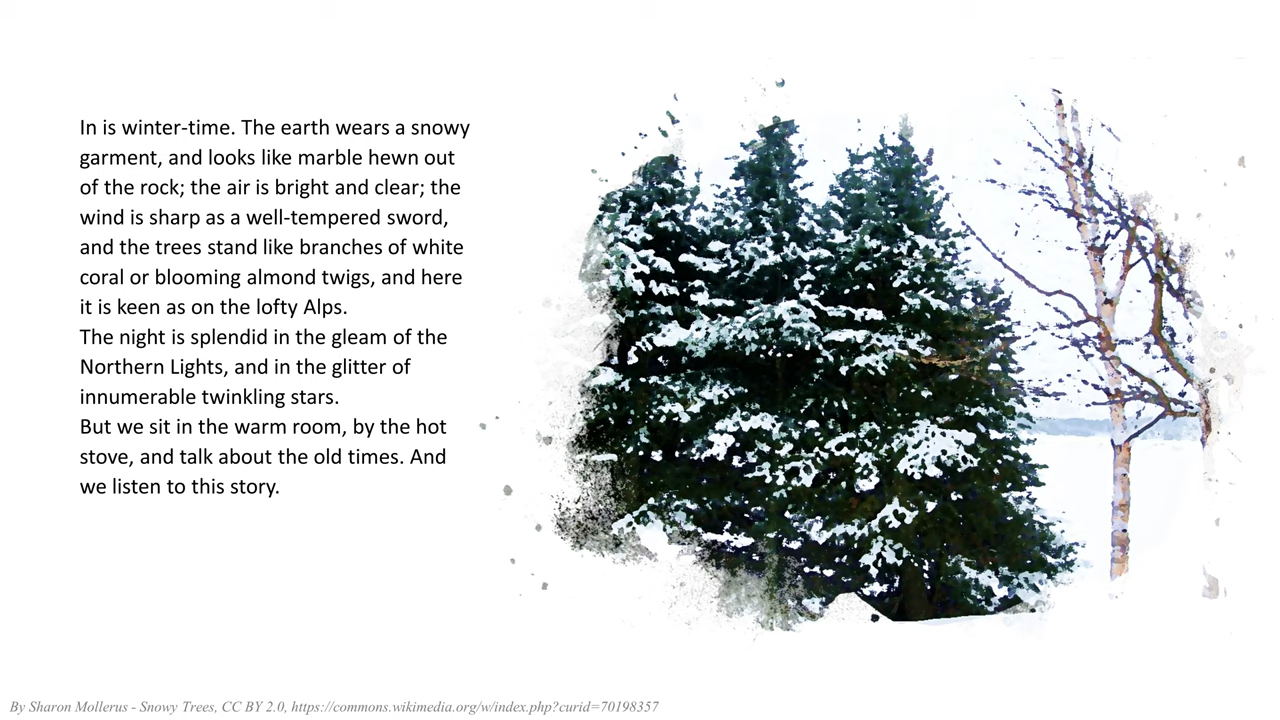 In is winter-time. The earth wears a snowy
garment, and looks like marble hewn out
of the rock; the air is bright and clear; the
wind is sharp as a well-tempered sword,
and the trees stand like branches of white
coral or blooming almond twigs, and here
it is keen as on the lofty Alps.
The night is splendid in the gleam of the
Northern Lights, and in the glitter of
innumerable twinkling stars.
But we sit in the warm room, by the hot
stove, and talk about the old times. And
we listen to this story.
By Sharon Mollerus - Snowy Trees, CC BY 2.0, https://commons.wikimedia.org/w/index.php?curid=70198357